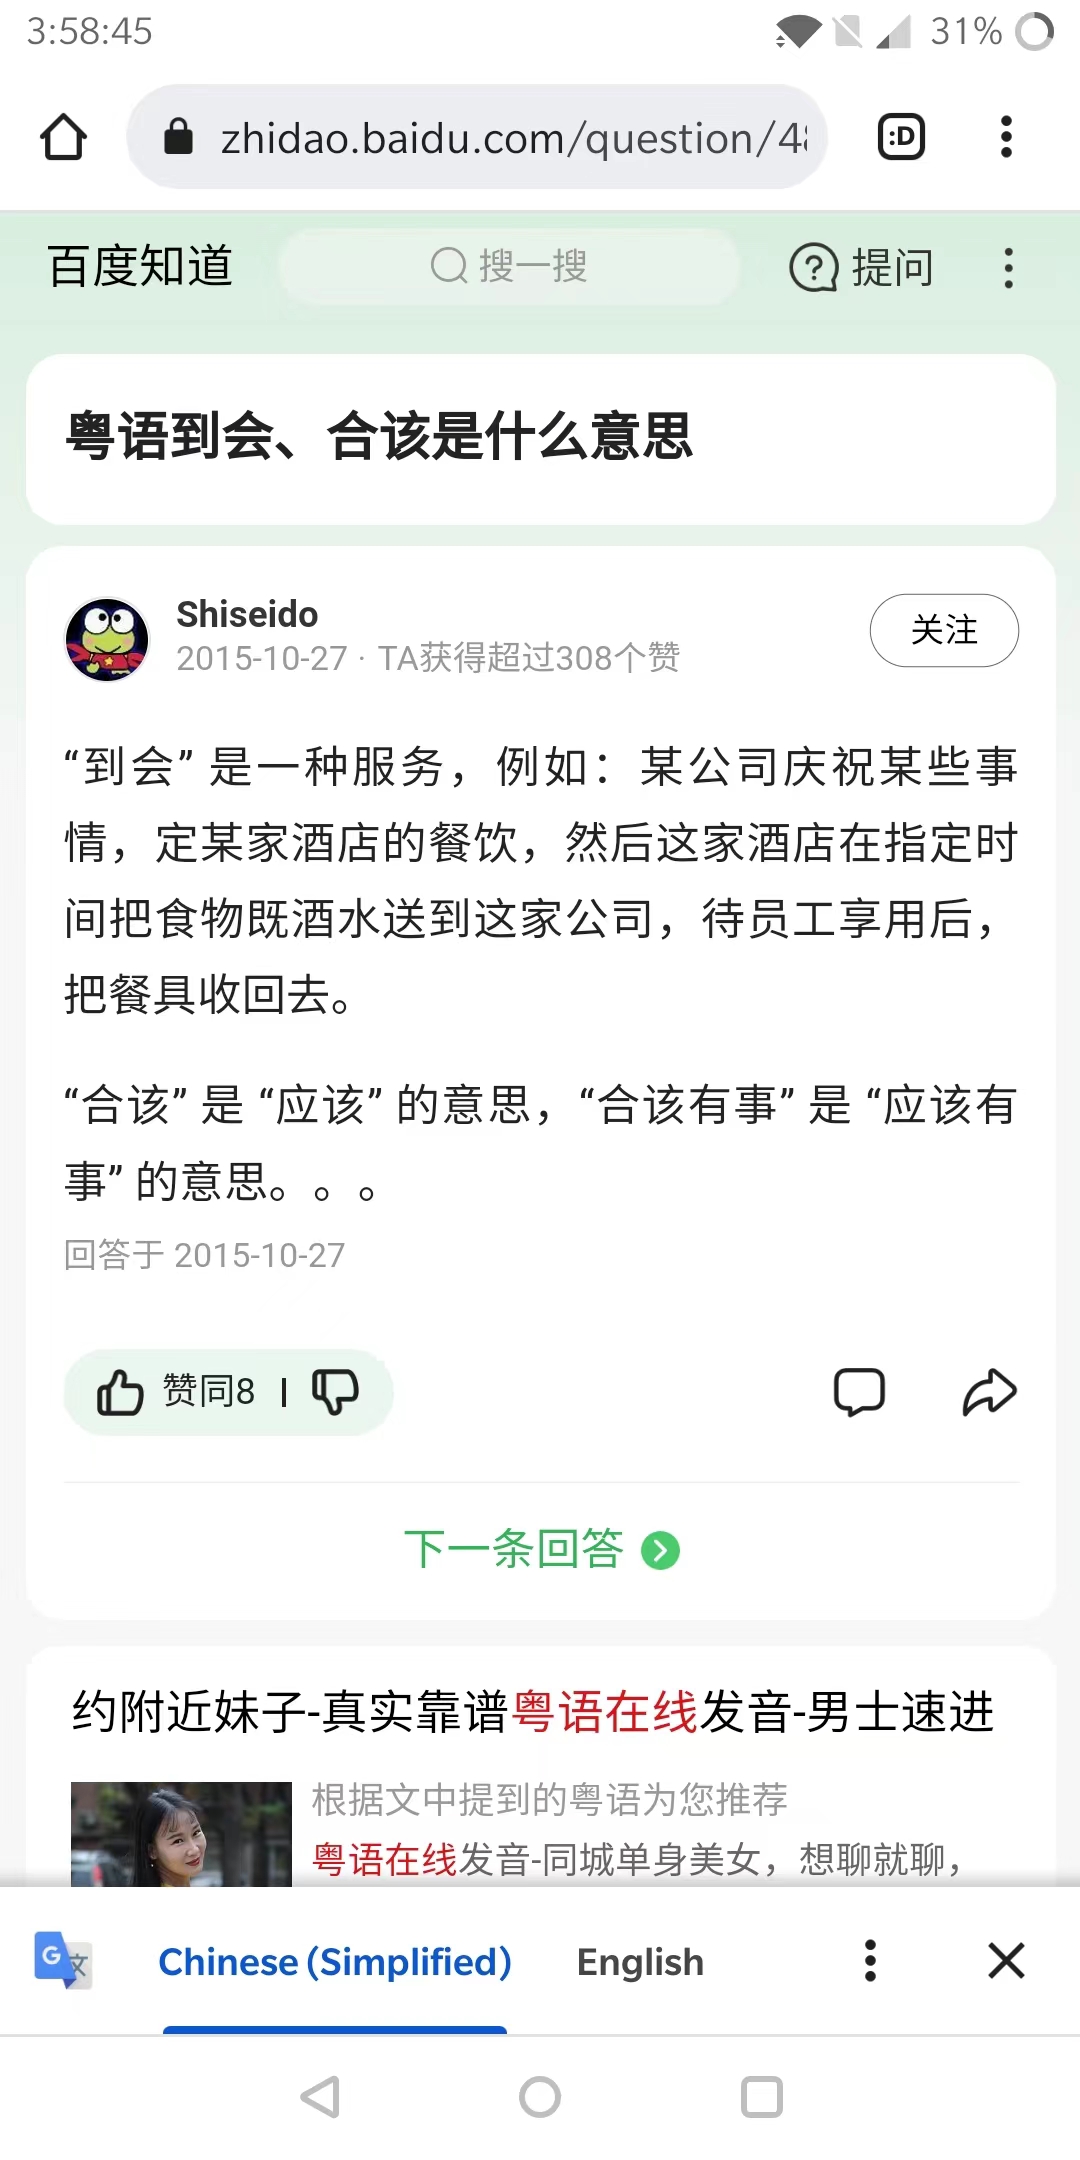 3:58:45
31%
zhidao.baidu.com/question/48
:D
百度知道
搜一搜
提问
粤语到会、合该是什么意思
Shiseido
2015-10-27 · TA获得超过308个赞
关注
“到会” 是一种服务，例如：某公司庆祝某些事
情，定某家酒店的餐饮，然后这家酒店在指定时
间把食物既酒水送到这家公司，待员工享用后，
把餐具收回去。
“合该” 是 “应该” 的意思，“合该有事” 是 “应该有
事” 的意思。。。
回答于 2015-10-27
赞同8
下一条回答
约附近妹子-真实靠谱粤语在线发音-男士速进
根据文中提到的粤语为您推荐
粤语在线发音-同城单身美女，想聊就聊，
G 文
Chinese (Simplified)
English